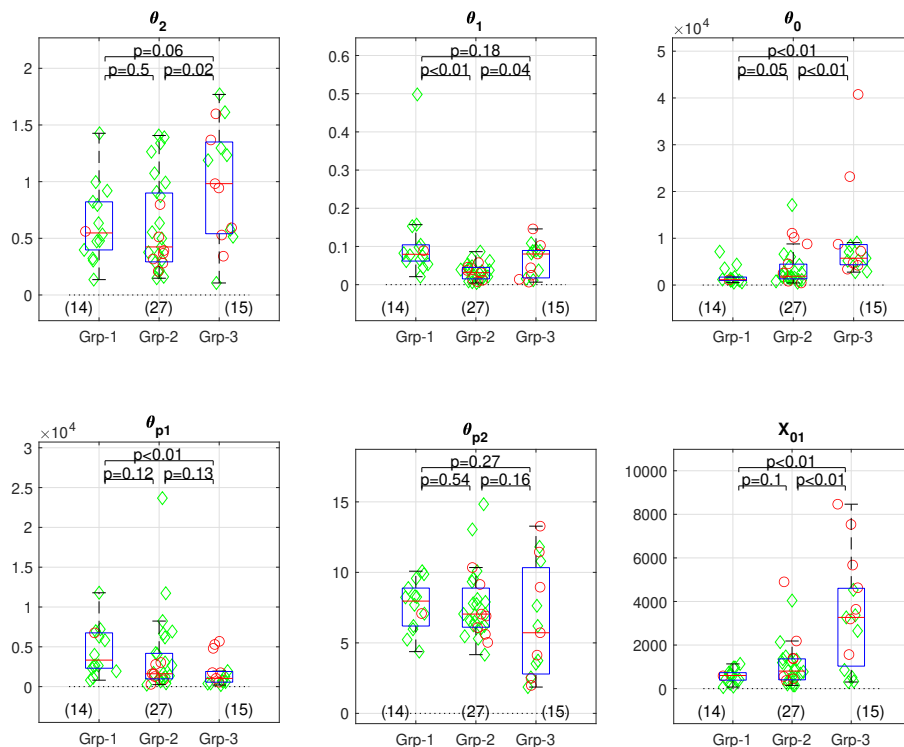 θ2
p=0.06
p=0.5 p=0.02
2
1.5
1
0.5
0
(14) (27) (15)
Grp-1 Grp-2 Grp-3
θ1
p=0.18
p<0.01 p=0.04
0.6
0.5
0.4
0.3
0.2
0.1
0
(14) (27) (15)
Grp-1 Grp-2 Grp-3
θ0
×10^4
p<0.01
p=0.05 p<0.01
5
4
3
2
1
0
(14) (27) (15)
Grp-1 Grp-2 Grp-3
θp1
×10^4
p<0.01
p=0.12 p=0.13
3
2.5
2
1.5
1
0.5
0
(14) (27) (15)
Grp-1 Grp-2 Grp-3
θp2
p=0.27
p=0.54 p=0.16
15
10
5
0
(14) (27) (15)
Grp-1 Grp-2 Grp-3
X01
p<0.01
p=0.1 p<0.01
10000
8000
6000
4000
2000
0
(14) (27) (15)
Grp-1 Grp-2 Grp-3